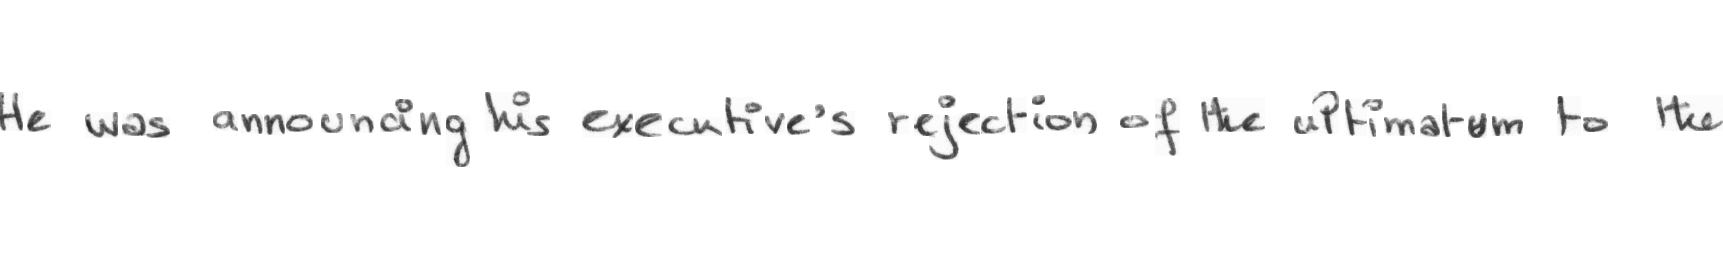 He was announcing his executive's rejection of the ultimatum to the